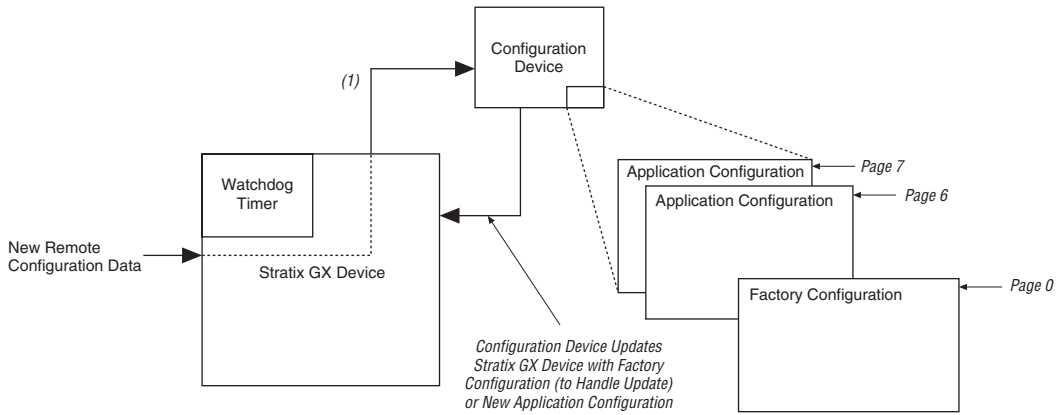 (1)
Configuration
Device
Watchdog
Timer
New Remote
Configuration Data
Stratix GX Device
Application Configuration
Page 7
Application Configuration
Page 6
Factory Configuration
Page 0
Configuration Device Updates
Stratix GX Device with Factory
Configuration (to Handle Update)
or New Application Configuration